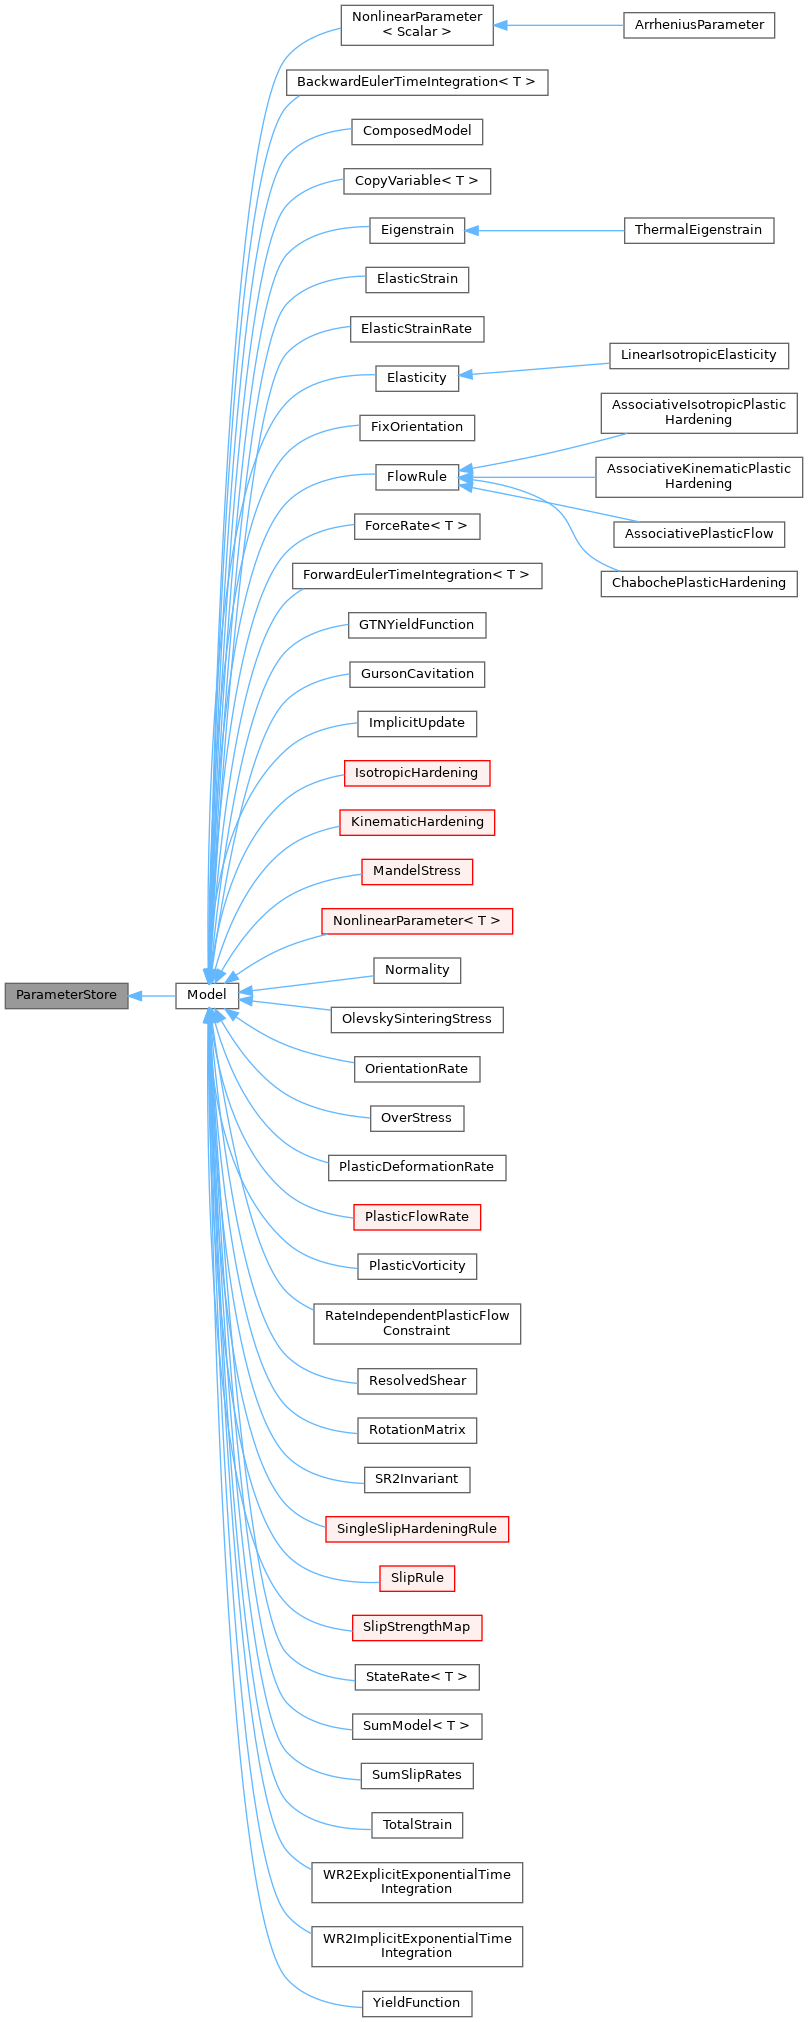 NonlinearParameter
< Scalar >
ArrheniusParameter
BackwardEulerTimeIntegration< T >
ComposedModel
CopyVariable< T >
Eigenstrain
ThermalEigenstrain
ElasticStrain
ElasticStrainRate
LinearIsotropicElasticity
Elasticity
AssociativeIsotropicPlastic
Hardening
FixOrientation
AssociativeKinematicPlastic
Hardening
FlowRule
ForceRate< T >
AssociativePlasticFlow
ForwardEulerTimeIntegration< T >
ChabochePlasticHardening
GTNYieldFunction
GursonCavitation
ImplicitUpdate
IsotropicHardening
KinematicHardening
MandelStress
NonlinearParameter< T >
Normality
ParameterStore
Model
OlevskySinteringStress
OrientationRate
OverStress
PlasticDeformationRate
PlasticFlowRate
PlasticVorticity
RateIndependentPlasticFlow
Constraint
ResolvedShear
RotationMatrix
SR2Invariant
SingleSlipHardeningRule
SlipRule
SlipStrengthMap
StateRate< T >
SumModel< T >
SumSlipRates
TotalStrain
WR2ExplicitExponentialTime
Integration
WR2ImplicitExponentialTime
Integration
YieldFunction